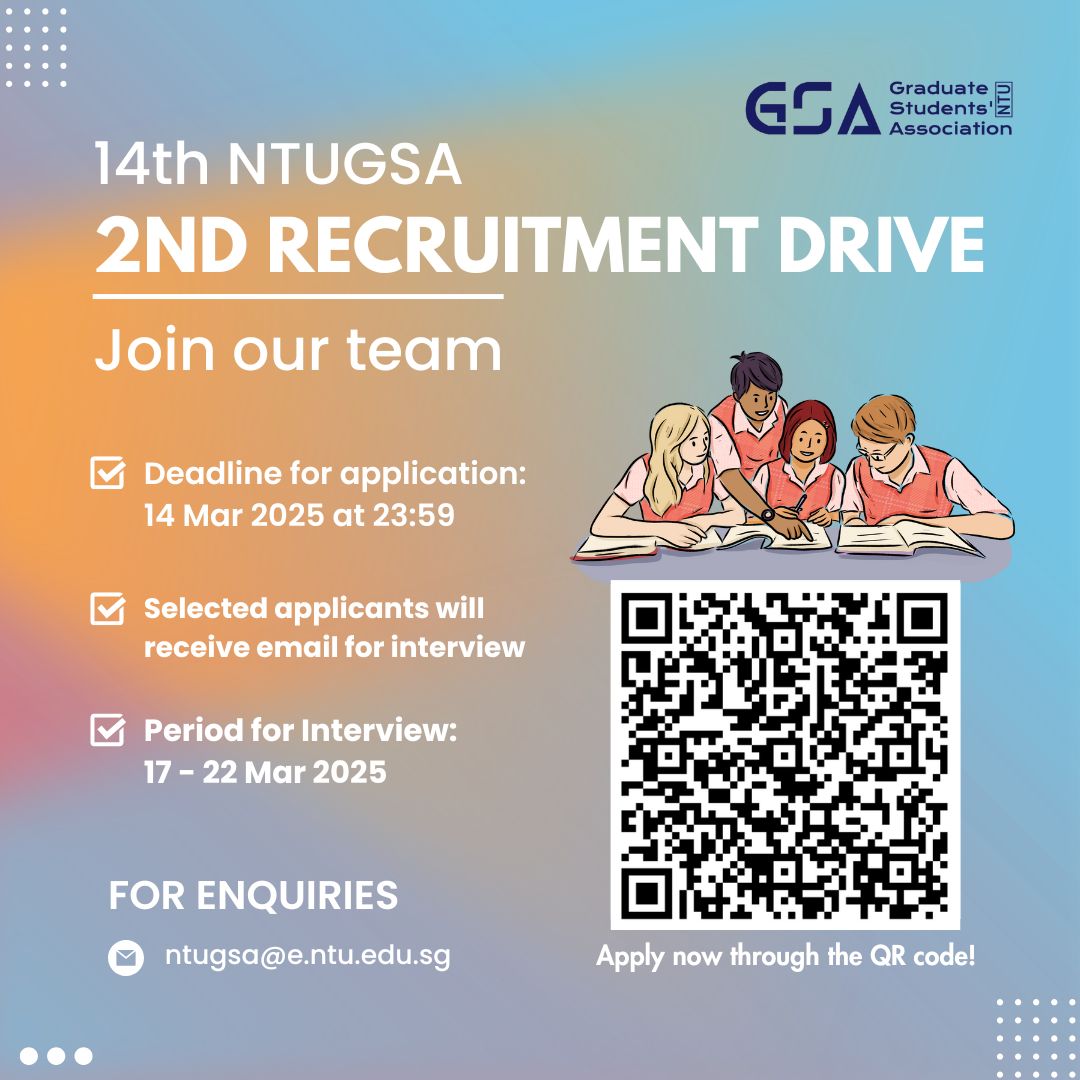 GSA
Graduate
Students'
Association
NTU
14th NTUGSA
2ND RECRUITMENT DRIVE
Join our team
Deadline for application:
14 Mar 2025 at 23:59
Selected applicants will
receive email for interview
Period for Interview:
17 - 22 Mar 2025
FOR ENQUIRIES
ntugsa@e.ntu.edu.sg
Apply now through the QR code!